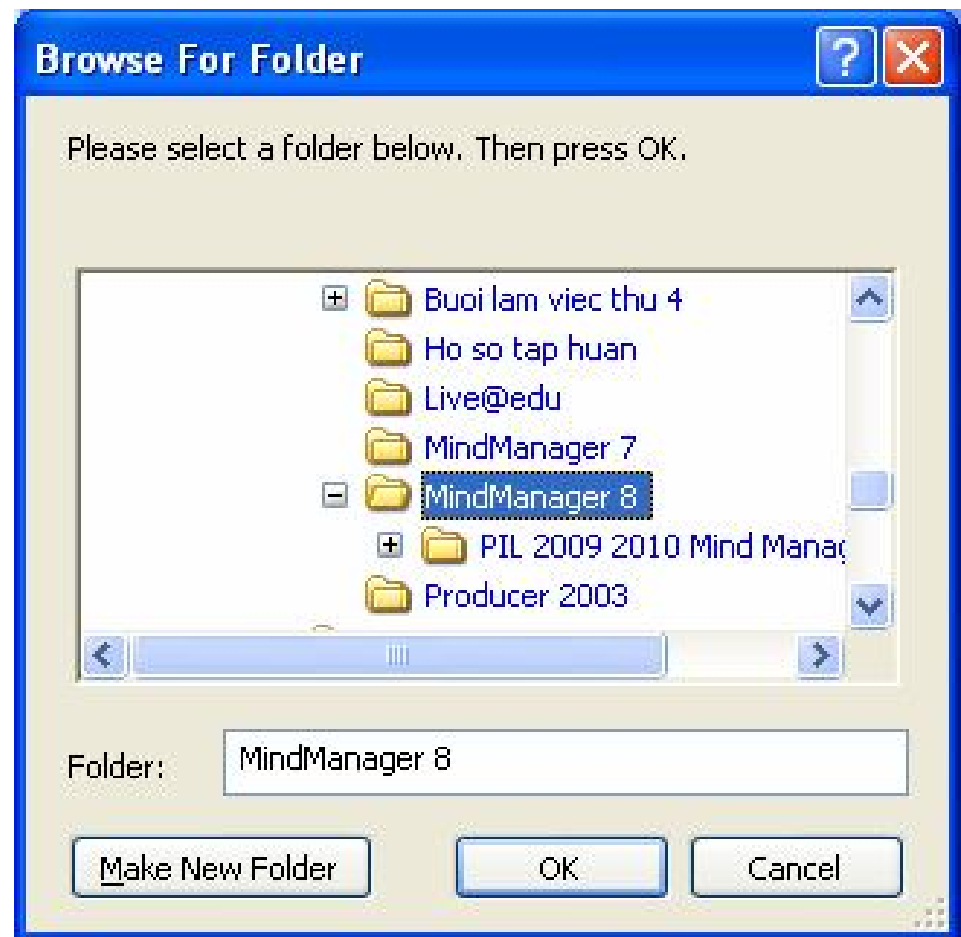 Browse For Folder
Please select a folder below. Then press OK.
Buoi lam viec thu 4
Ho so tap huan
Live@edu
MindManager 7
MindManager 8
PIL 2009 2010 Mind Manag
Producer 2003
Folder: MindManager 8
Make New Folder OK Cancel